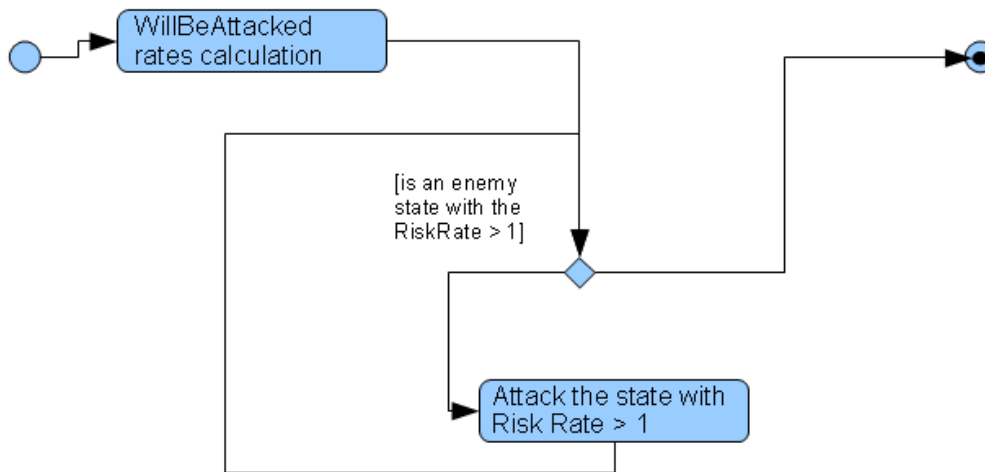 WillBeAttacked
rates calculation
[is an enemy
state with the
RiskRate > 1]
Attack the state with
Risk Rate > 1